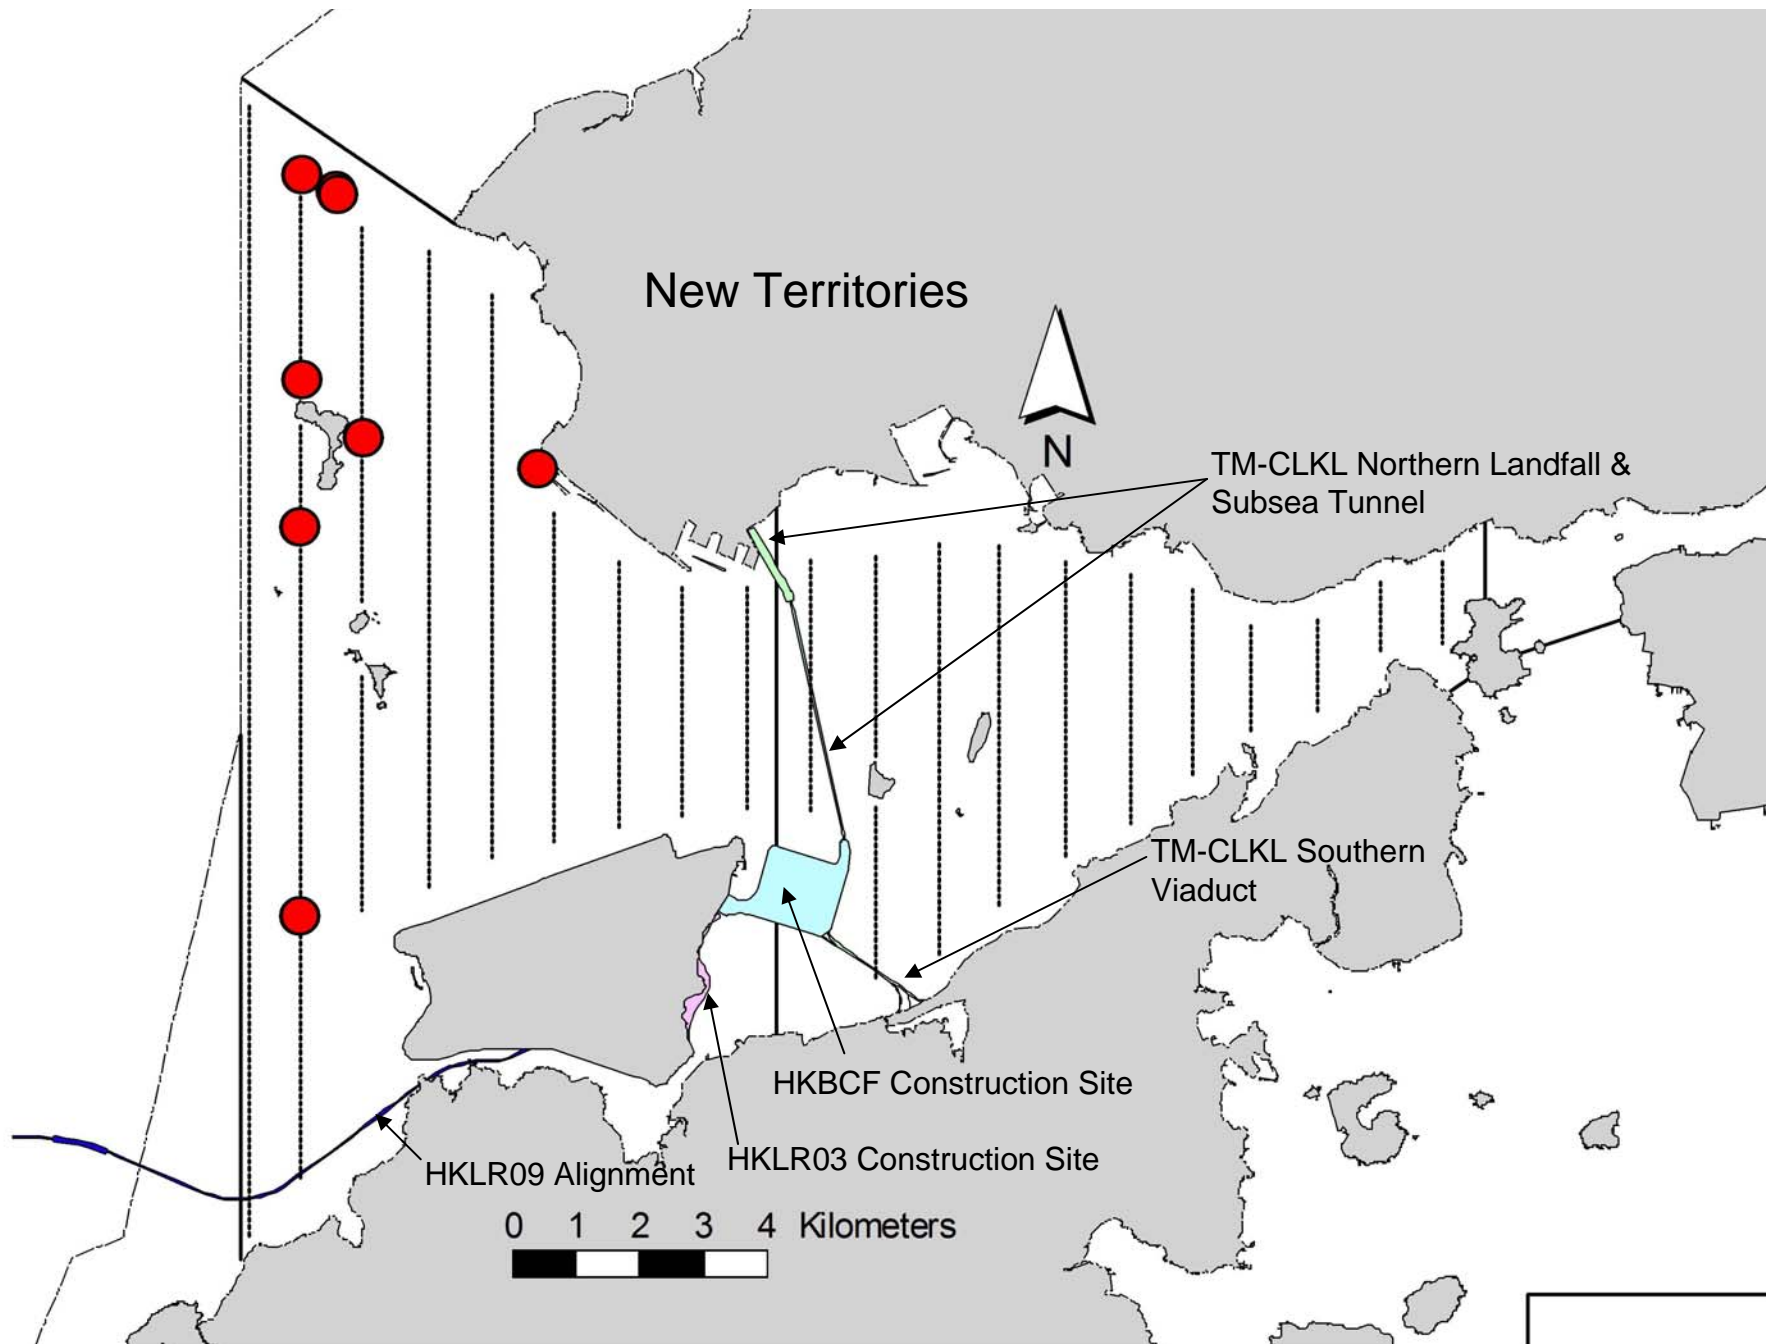 New Territories
N
TM-CLKL Northern Landfall &
Subsea Tunnel
TM-CLKL Southern
Viaduct
HKBCF Construction Site
HKLR03 Construction Site
HKLR09 Alignment
0 1 2 3 4 Kilometers